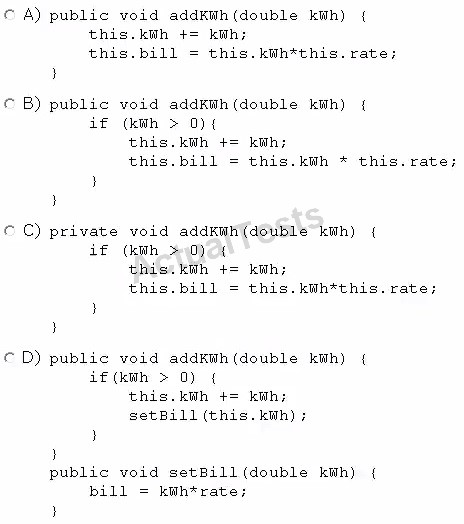 A) public void addKWh(double kWh) {
this.kWh += kWh;
this.bill = this.kWh*this.rate;
}
B) public void addKWh(double kWh) {
if (kWh > 0){
this.kWh += kWh;
this.bill = this.kWh * this.rate;
}
}
C) private void addKWh(double kWh) {
if (kWh > 0) {
this.kWh += kWh;
this.bill = this.kWh*this.rate;
}
}
D) public void addKWh(double kWh) {
if(kWh > 0) {
this.kWh += kWh;
setBill(this.kWh);
}
}
public void setBill(double kWh) {
bill = kWh*rate;
}
ActualTests